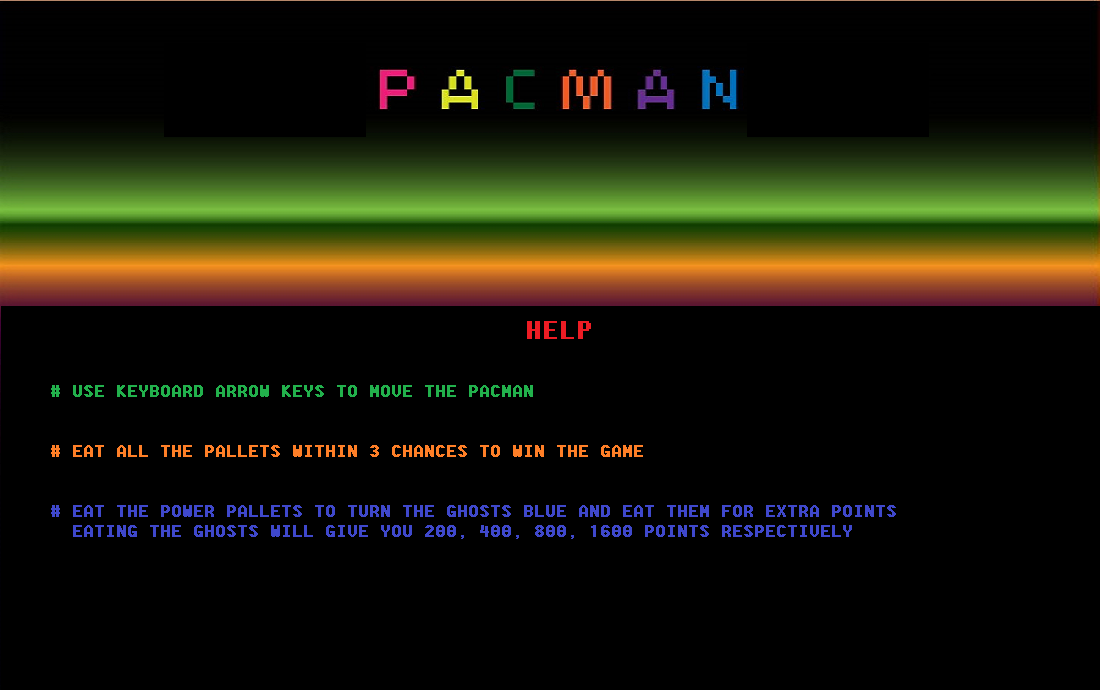 PACMAN
HELP
# USE KEYBOARD ARROW KEYS TO MOVE THE PACMAN
# EAT ALL THE PALLETS WITHIN 3 CHANCES TO WIN THE GAME
# EAT THE POWER PALLETS TO TURN THE GHOSTS BLUE AND EAT THEM FOR EXTRA POINTS
EATING THE GHOSTS WILL GIVE YOU 200, 400, 800, 1600 POINTS RESPECTIVELY